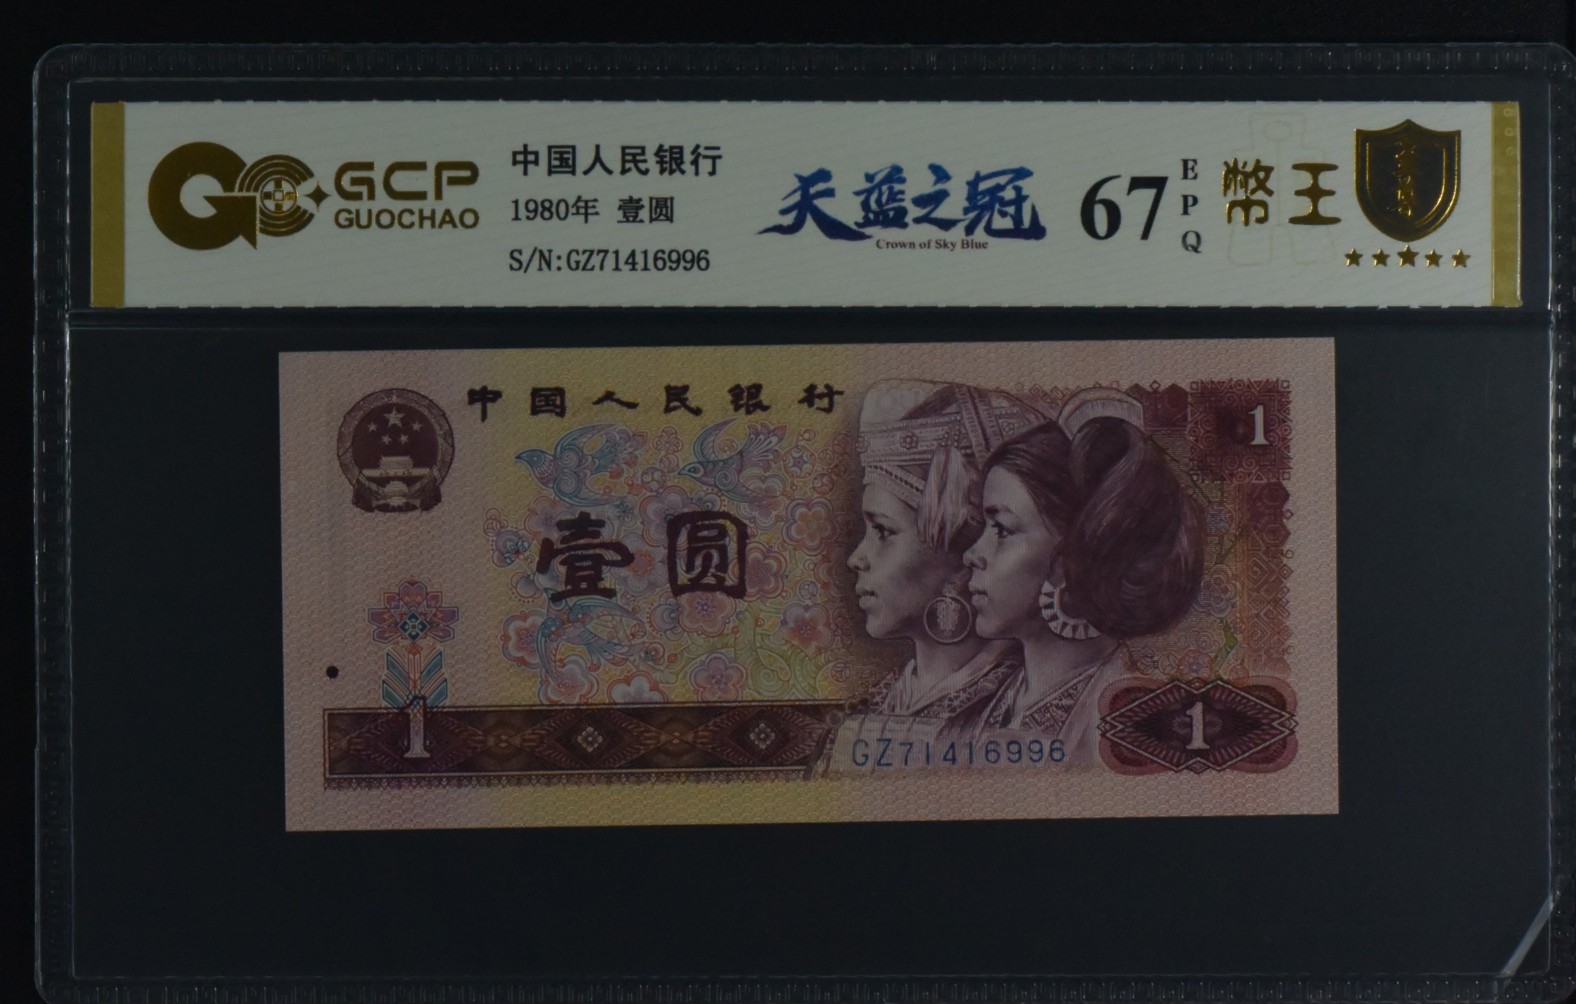 GCP
GUOCHAO
中国人民银行
1980年 壹圆
S/N:GZ71416996
天蓝之冠
Crown of Sky Blue
67
EPQ
幣王
中国人民银行
1
壹圆
1
GZ71416996
1